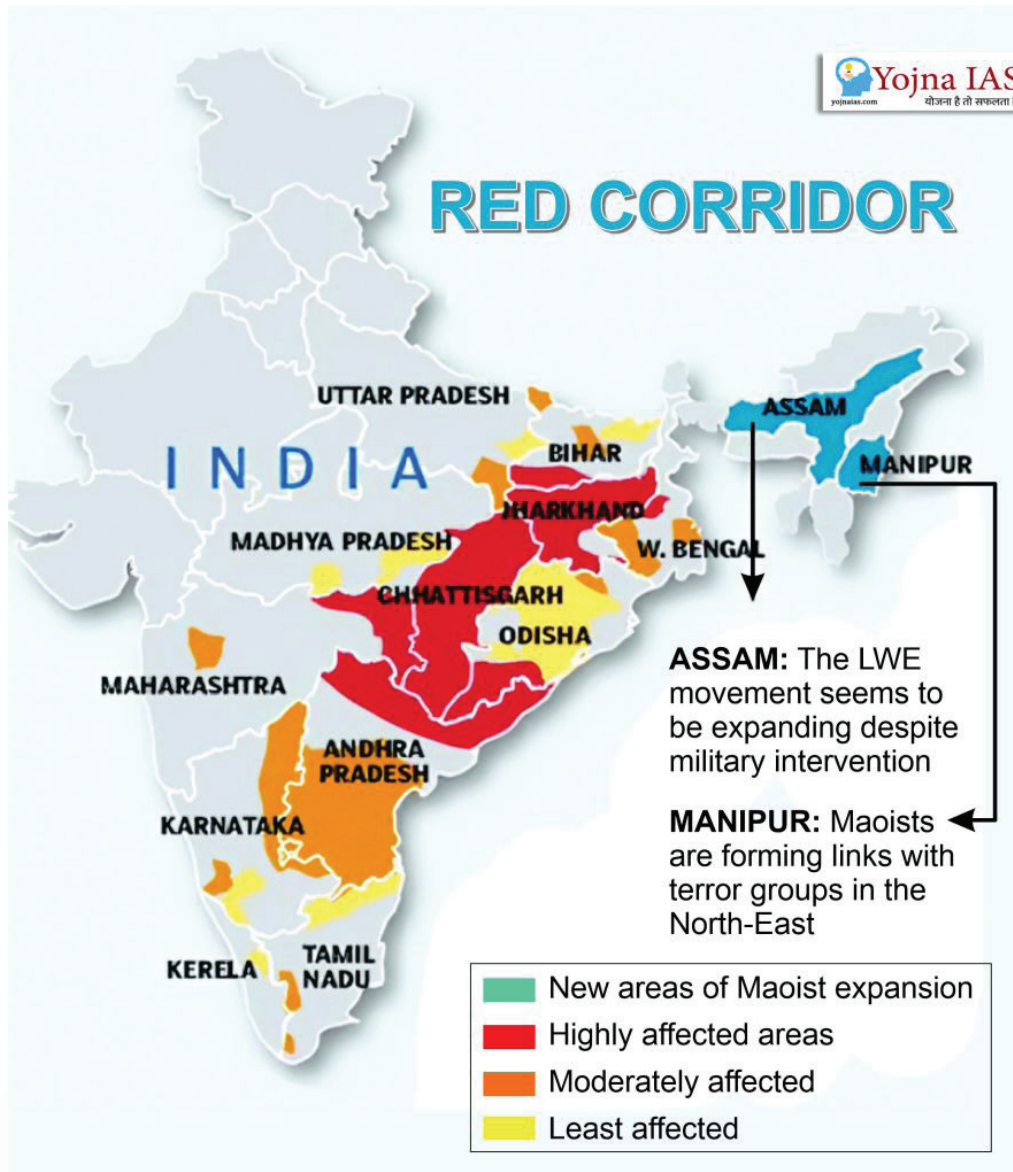 Yojna IAS
yojnaias.com
योजना है तो सफलता है
RED CORRIDOR
UTTAR PRADESH
ASSAM
BIHAR
MANIPUR
INDIA
JHARKHAND
MADHYA PRADESH
W. BENGAL
CHHATTISGARH
ODISHA
MAHARASHTRA
ANDHRA
PRADESH
KARNATAKA
KERELA
TAMIL
NADU
ASSAM: The LWE
movement seems to
be expanding despite
military intervention
MANIPUR: Maoists
are forming links with
terror groups in the
North-East
New areas of Maoist expansion
Highly affected areas
Moderately affected
Least affected